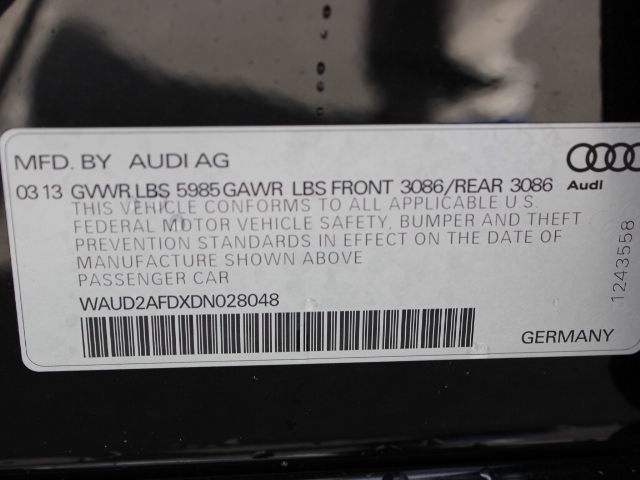 MFD. BY AUDI AG
03 13 GVWR LBS 5985 GAWR LBS FRONT 3086/REAR 3086
Audi
THIS VEHICLE CONFORMS TO ALL APPLICABLE U.S.
FEDERAL MOTOR VEHICLE SAFETY, BUMPER AND THEFT
PREVENTION STANDARDS IN EFFECT ON THE DATE OF
MANUFACTURE SHOWN ABOVE
PASSENGER CAR
WAUD2AFDXDN028048
GERMANY
1243558